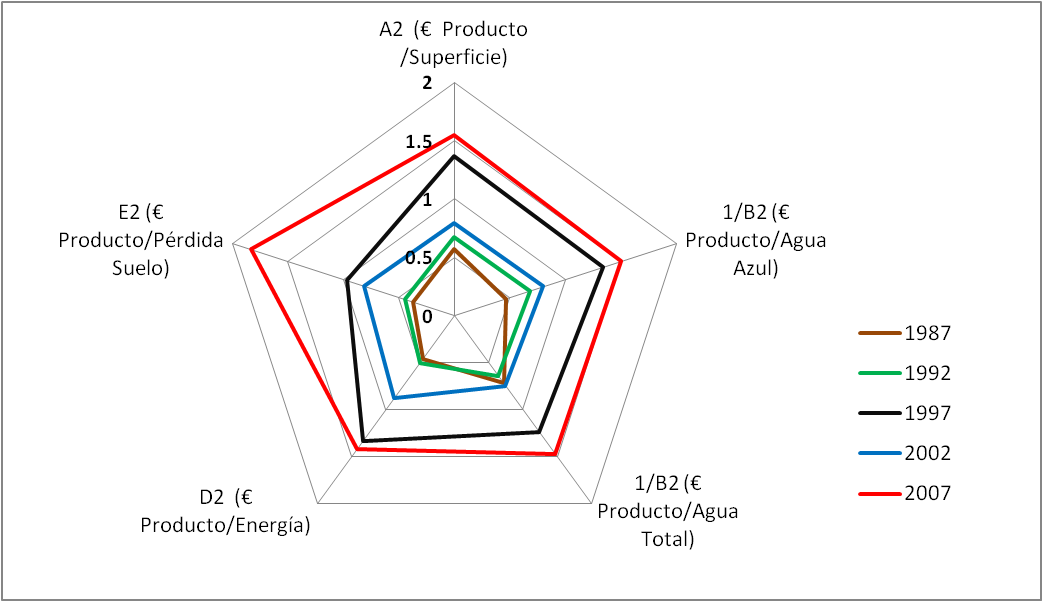 A2 (€ Producto
/Superficie)
2
1.5
1
0.5
0
1/B2 (€
Producto/Agua
Azul)
1/B2 (€
Producto/Agua
Total)
D2 (€
Producto/Energía)
E2 (€
Producto/Pérdida
Suelo)
1987
1992
1997
2002
2007